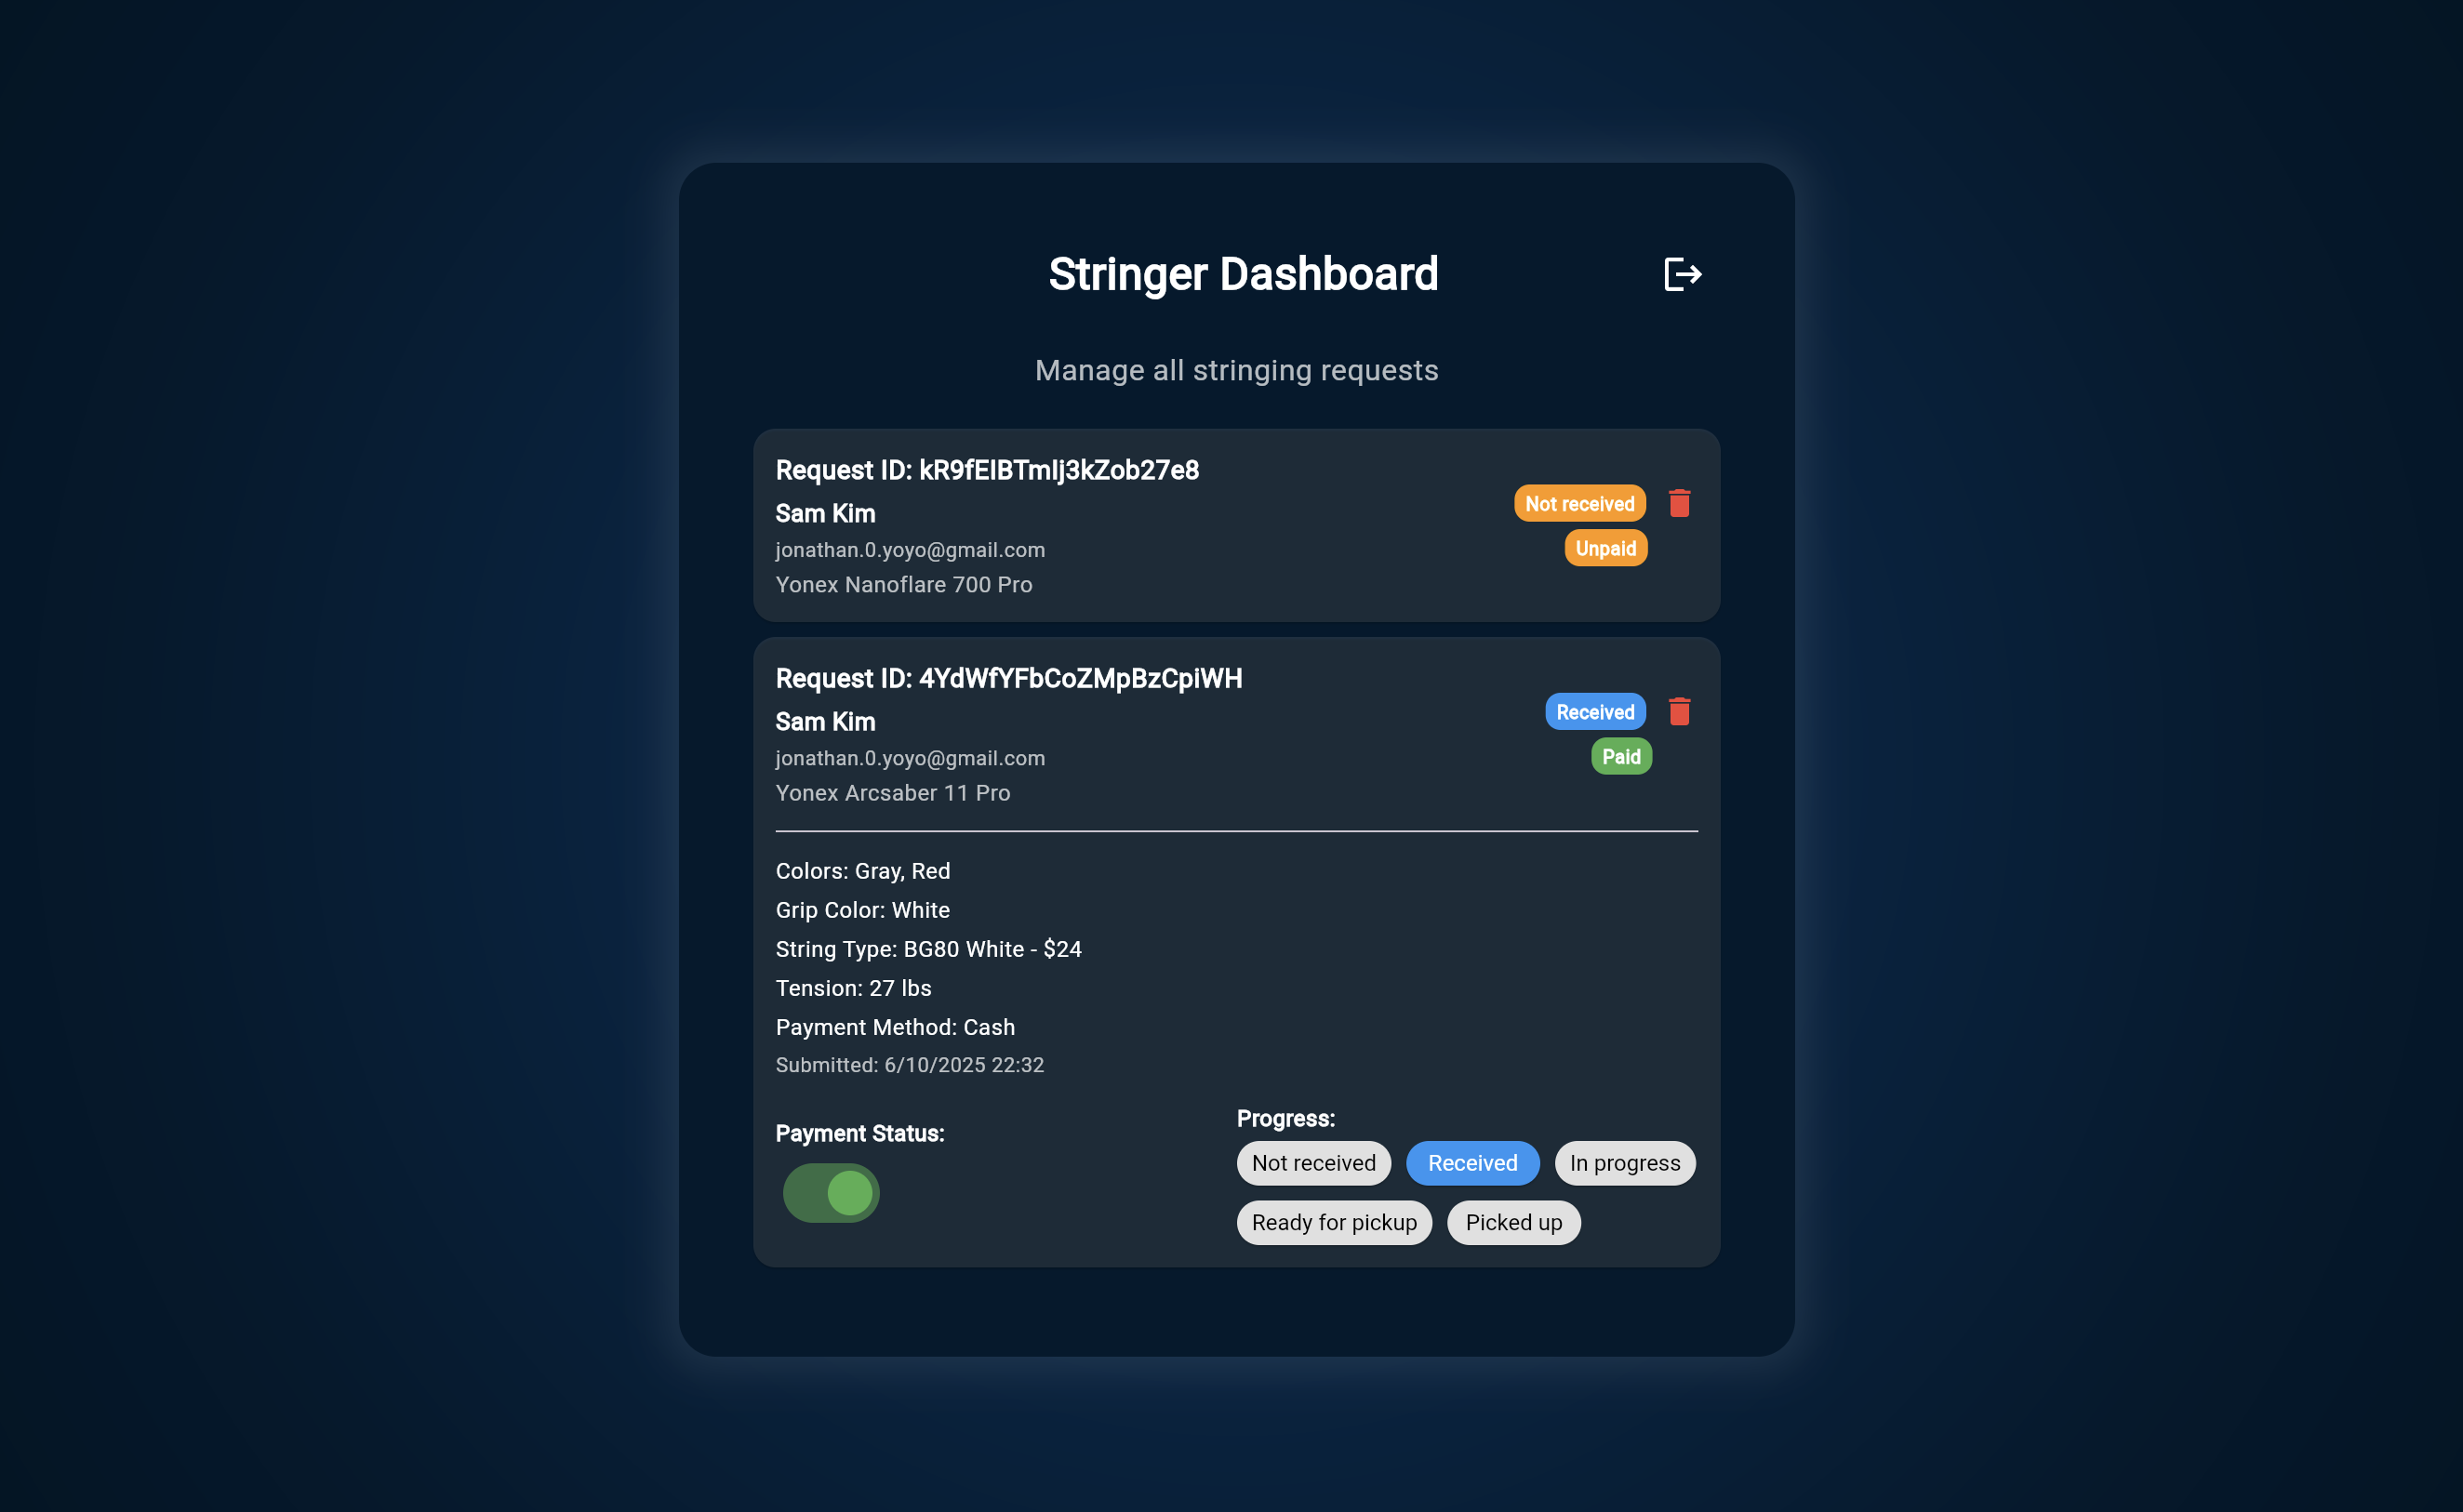 Stringer Dashboard
Manage all stringing requests
Request ID: kR9fEIBTmlj3kZob27e8
Sam Kim
jonathan.0.yoyo@gmail.com
Yonex Nanoflare 700 Pro
Not received
Unpaid
Request ID: 4YdWfYFbCoZMpBzCpiWH
Sam Kim
jonathan.0.yoyo@gmail.com
Yonex Arcsaber 11 Pro
Received
Paid
Colors: Gray, Red
Grip Color: White
String Type: BG80 White - $24
Tension: 27 lbs
Payment Method: Cash
Submitted: 6/10/2025 22:32
Payment Status:
Progress:
Not received Received In progress
Ready for pickup Picked up